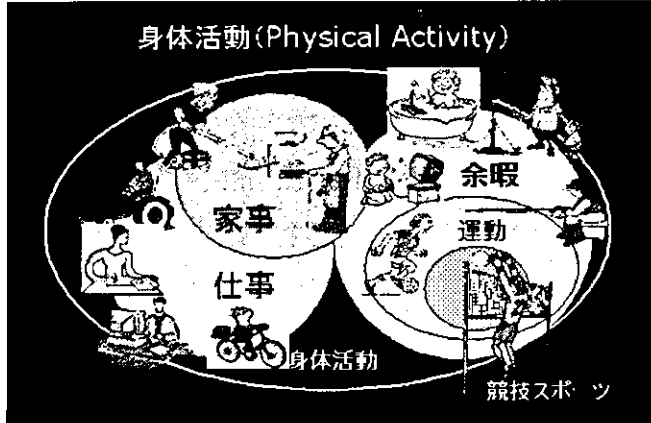 身体活動(Physical Activity)
余暇
家事
運動
仕事
身体活動
競技スポーツ